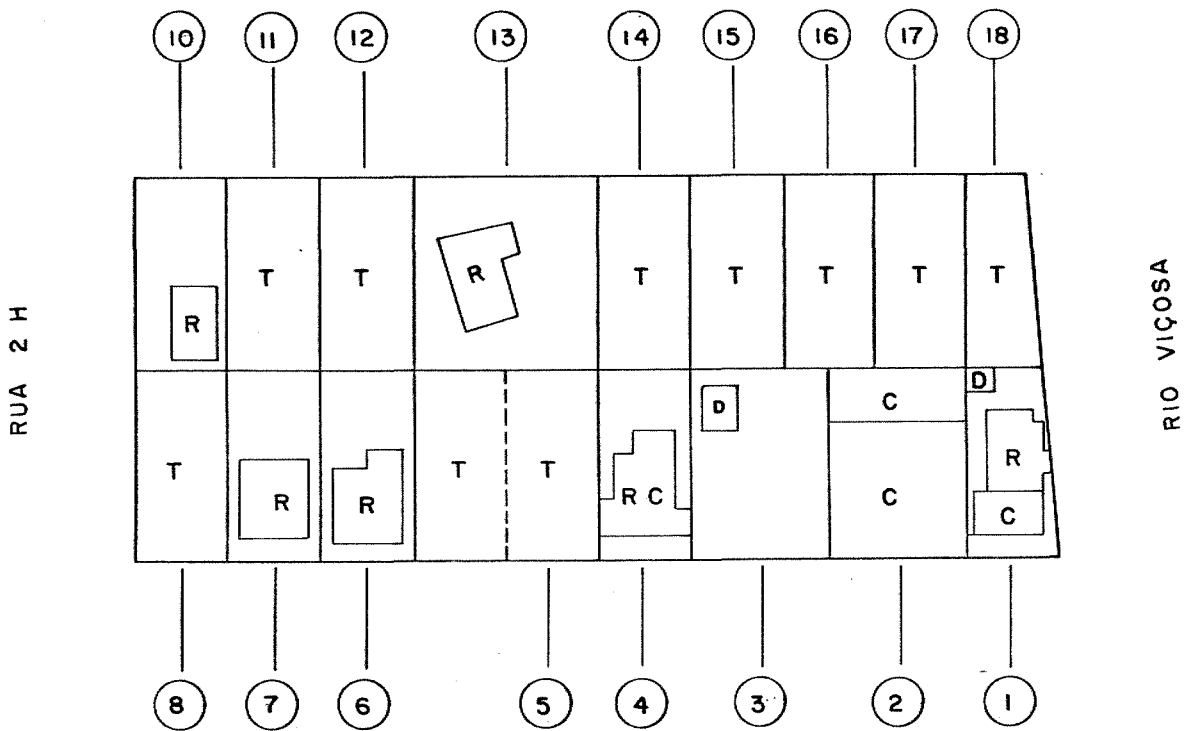 10 11 12 13 14 15 16 17 18
T T R T T T T T
R
RUA 2 H
RIO VIÇOSA
D C D
T R R T T R C C R
C
8 7 6 5 4 3 2 1